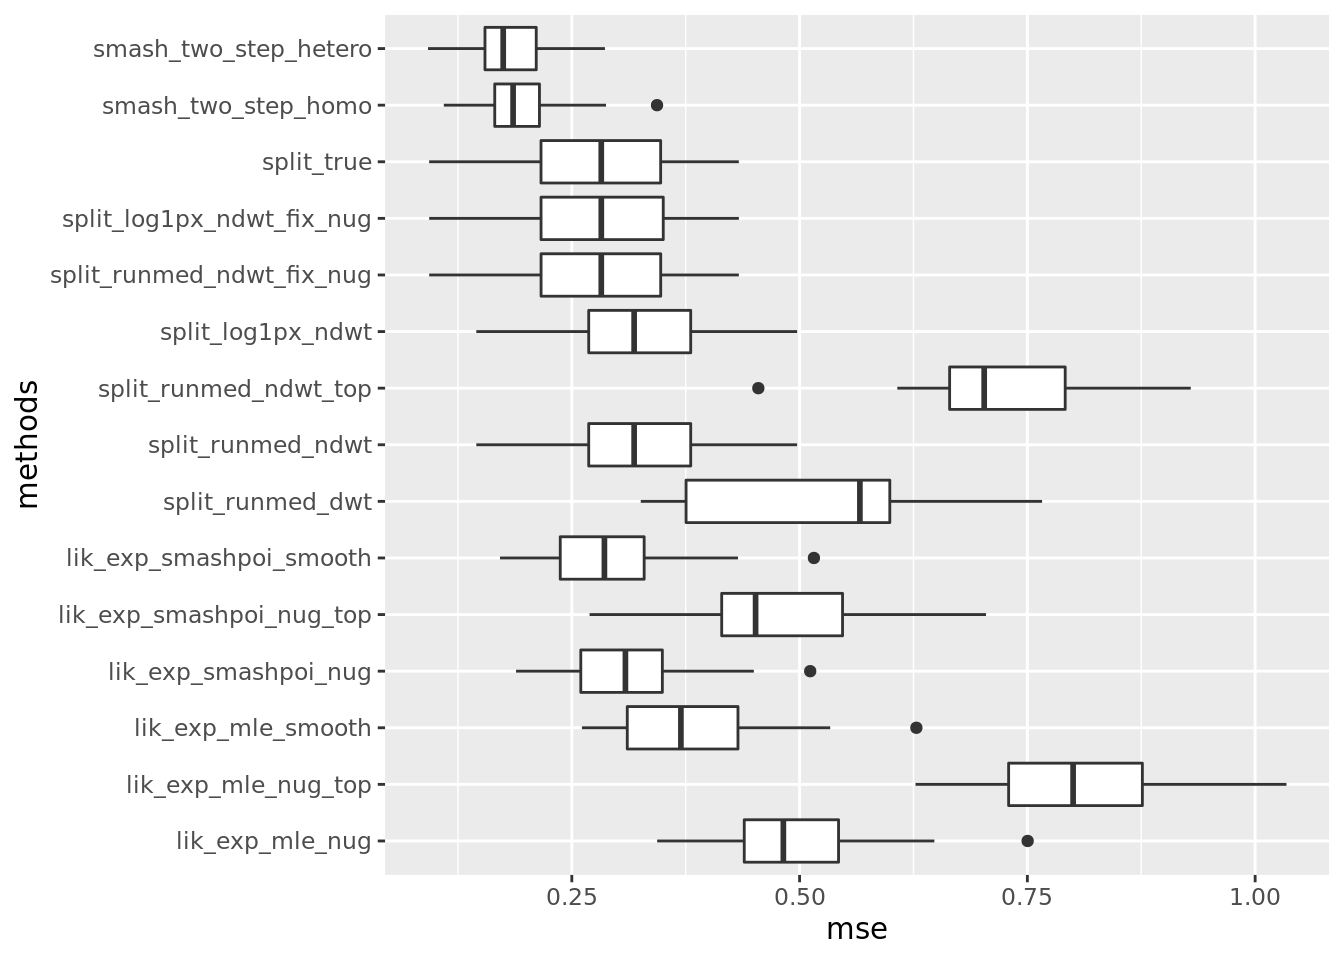 smash_two_step_hetero
smash_two_step_homo
split_true
split_log1px_ndwt_fix_nug
split_runmed_ndwt_fix_nug
split_log1px_ndwt
split_runmed_ndwt_top
split_runmed_ndwt
split_runmed_dwt
lik_exp_smashpoi_smooth
lik_exp_smashpoi_nug_top
lik_exp_smashpoi_nug
lik_exp_mle_smooth
lik_exp_mle_nug_top
lik_exp_mle_nug
methods
0.25 0.50 0.75 1.00
mse